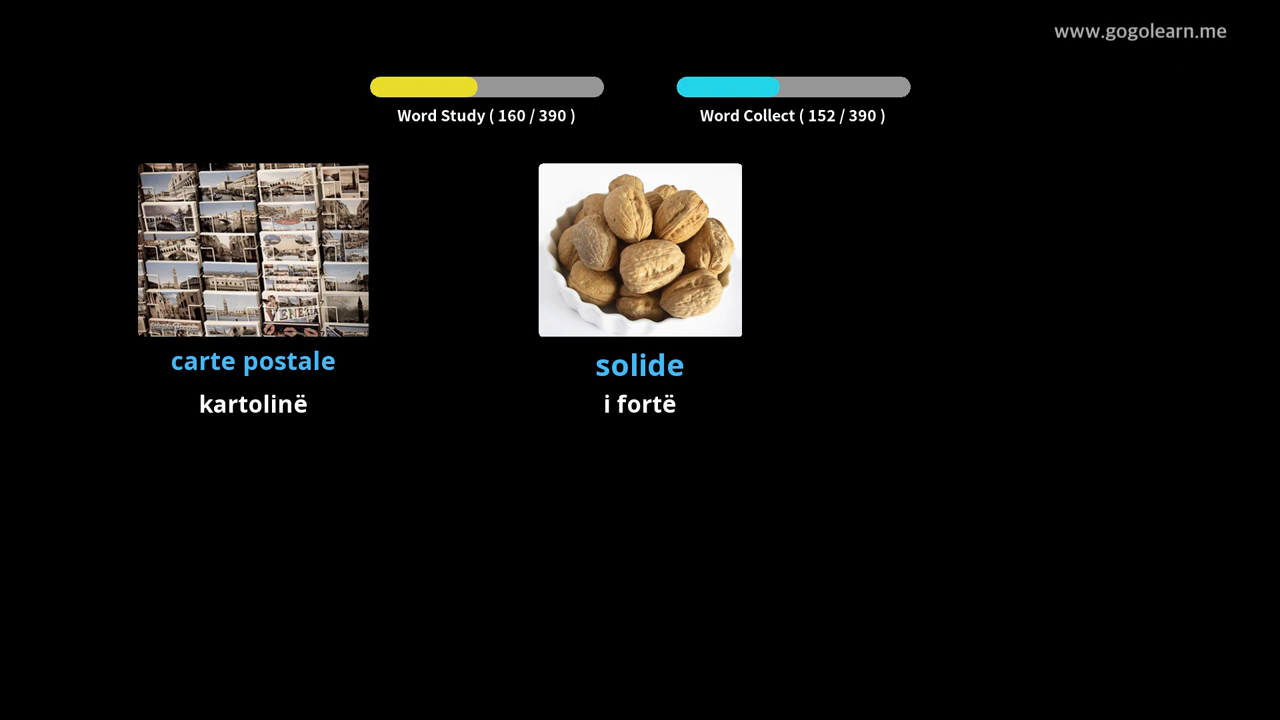 www.gogolearn.me
Word Study ( 160 / 390 )
Word Collect ( 152 / 390 )
carte postale
kartolinë
solide
i fortë